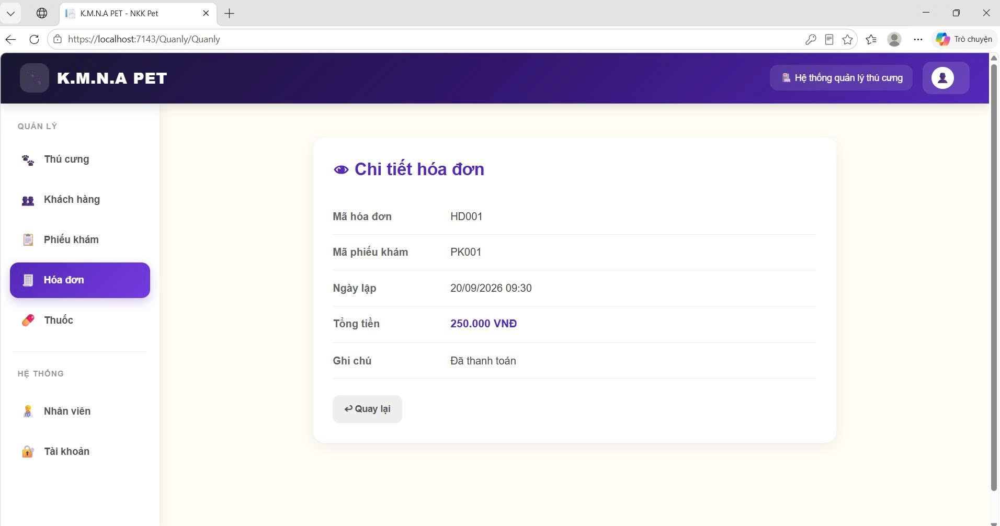 K.M.N.A PET - NKK Pet
https://localhost:7143/Quanly/Quanly
Trò chuyện
K.M.N.A PET
Hệ thống quản lý thú cưng
QUẢN LÝ
Thú cưng
Khách hàng
Phiếu khám
Hóa đơn
Thuốc
HỆ THỐNG
Nhân viên
Tài khoản
Chi tiết hóa đơn
Mã hóa đơn HD001
Mã phiếu khám PK001
Ngày lập 20/09/2026 09:30
Tổng tiền 250.000 VNĐ
Ghi chú Đã thanh toán
↩ Quay lại